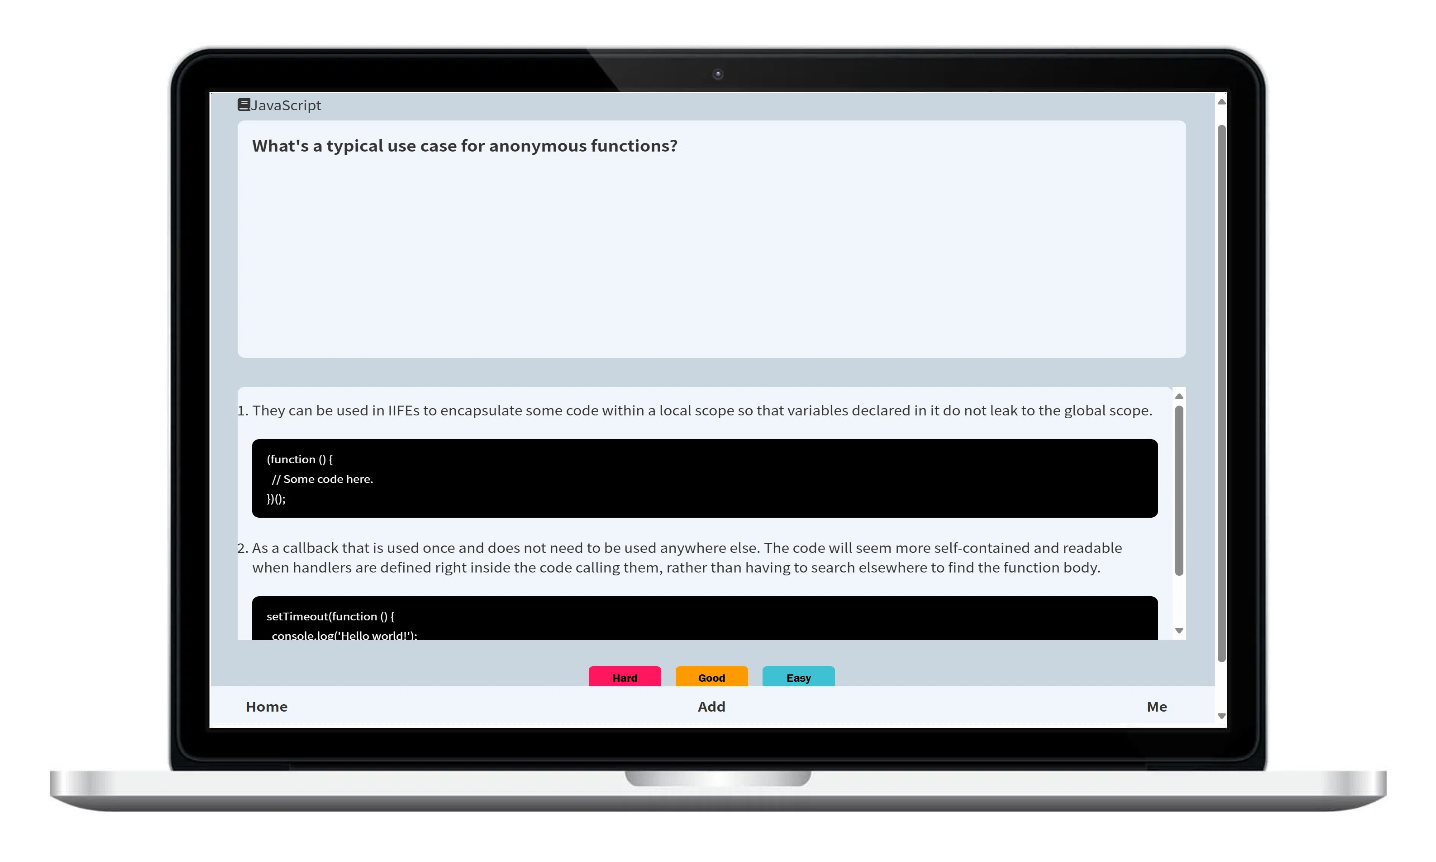 JavaScript
What's a typical use case for anonymous functions?
1. They can be used in IIFEs to encapsulate some code within a local scope so that variables declared in it do not leak to the global scope.
(function () {
// Some code here.
})();
2. As a callback that is used once and does not need to be used anywhere else. The code will seem more self-contained and readable
when handlers are defined right inside the code calling them, rather than having to search elsewhere to find the function body.
setTimeout(function () {
console.log('Hello world!');
Hard Good Easy
Home Add Me